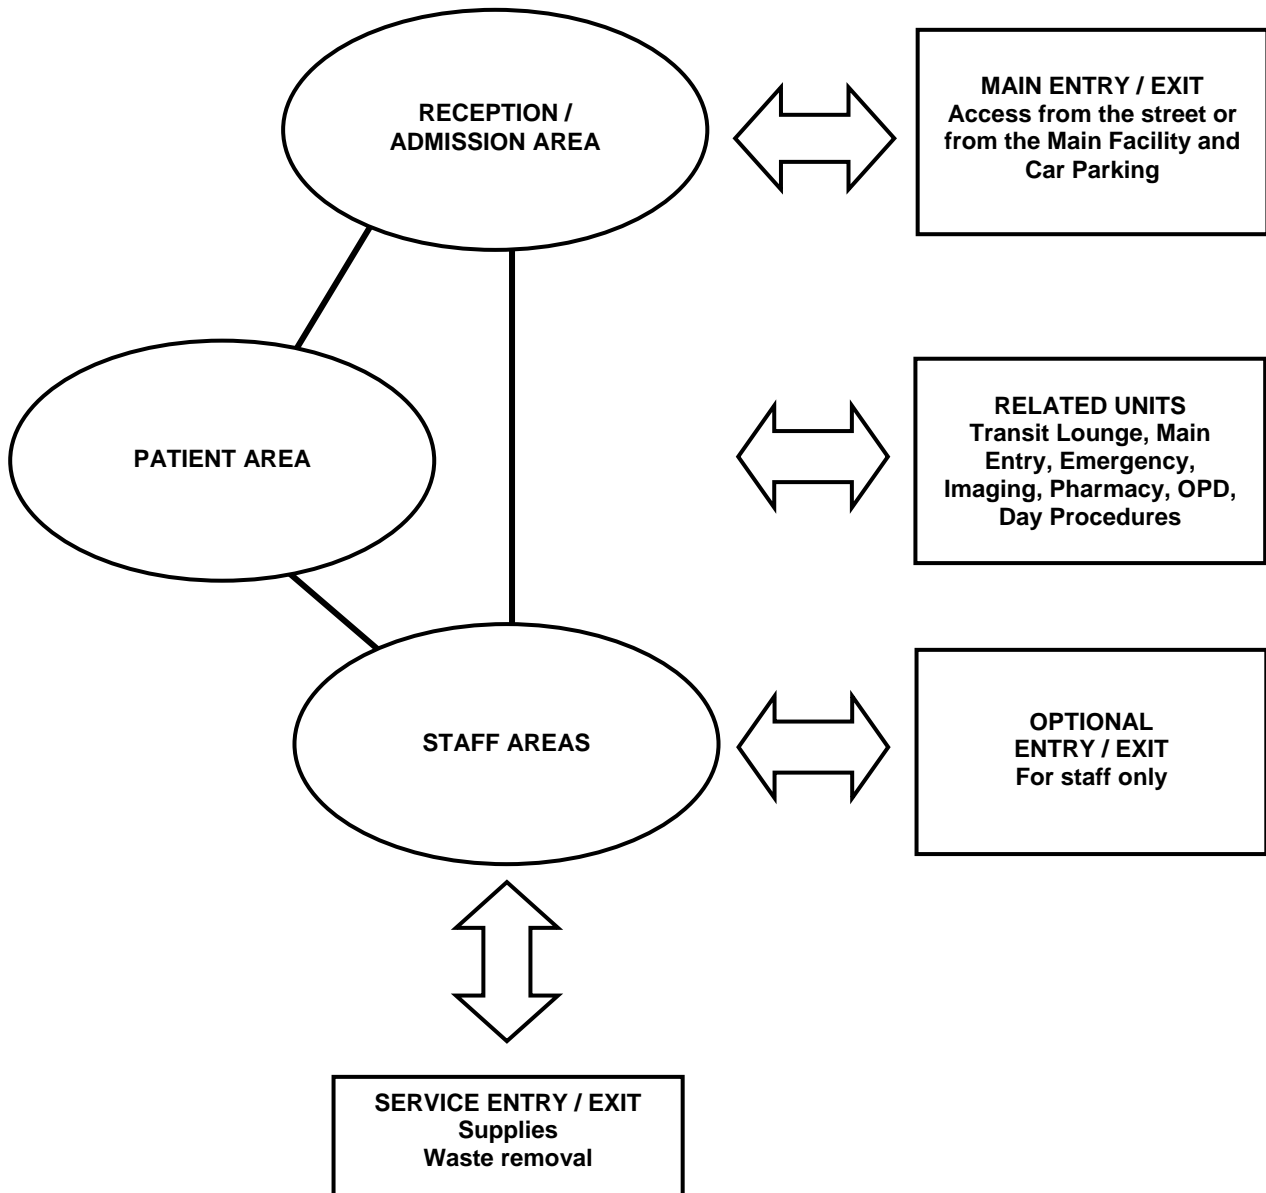 RECEPTION /
ADMISSION AREA
MAIN ENTRY / EXIT
Access from the street or
from the Main Facility and
Car Parking
PATIENT AREA
RELATED UNITS
Transit Lounge, Main
Entry, Emergency,
Imaging, Pharmacy, OPD,
Day Procedures
STAFF AREAS
OPTIONAL
ENTRY / EXIT
For staff only
SERVICE ENTRY / EXIT
Supplies
Waste removal